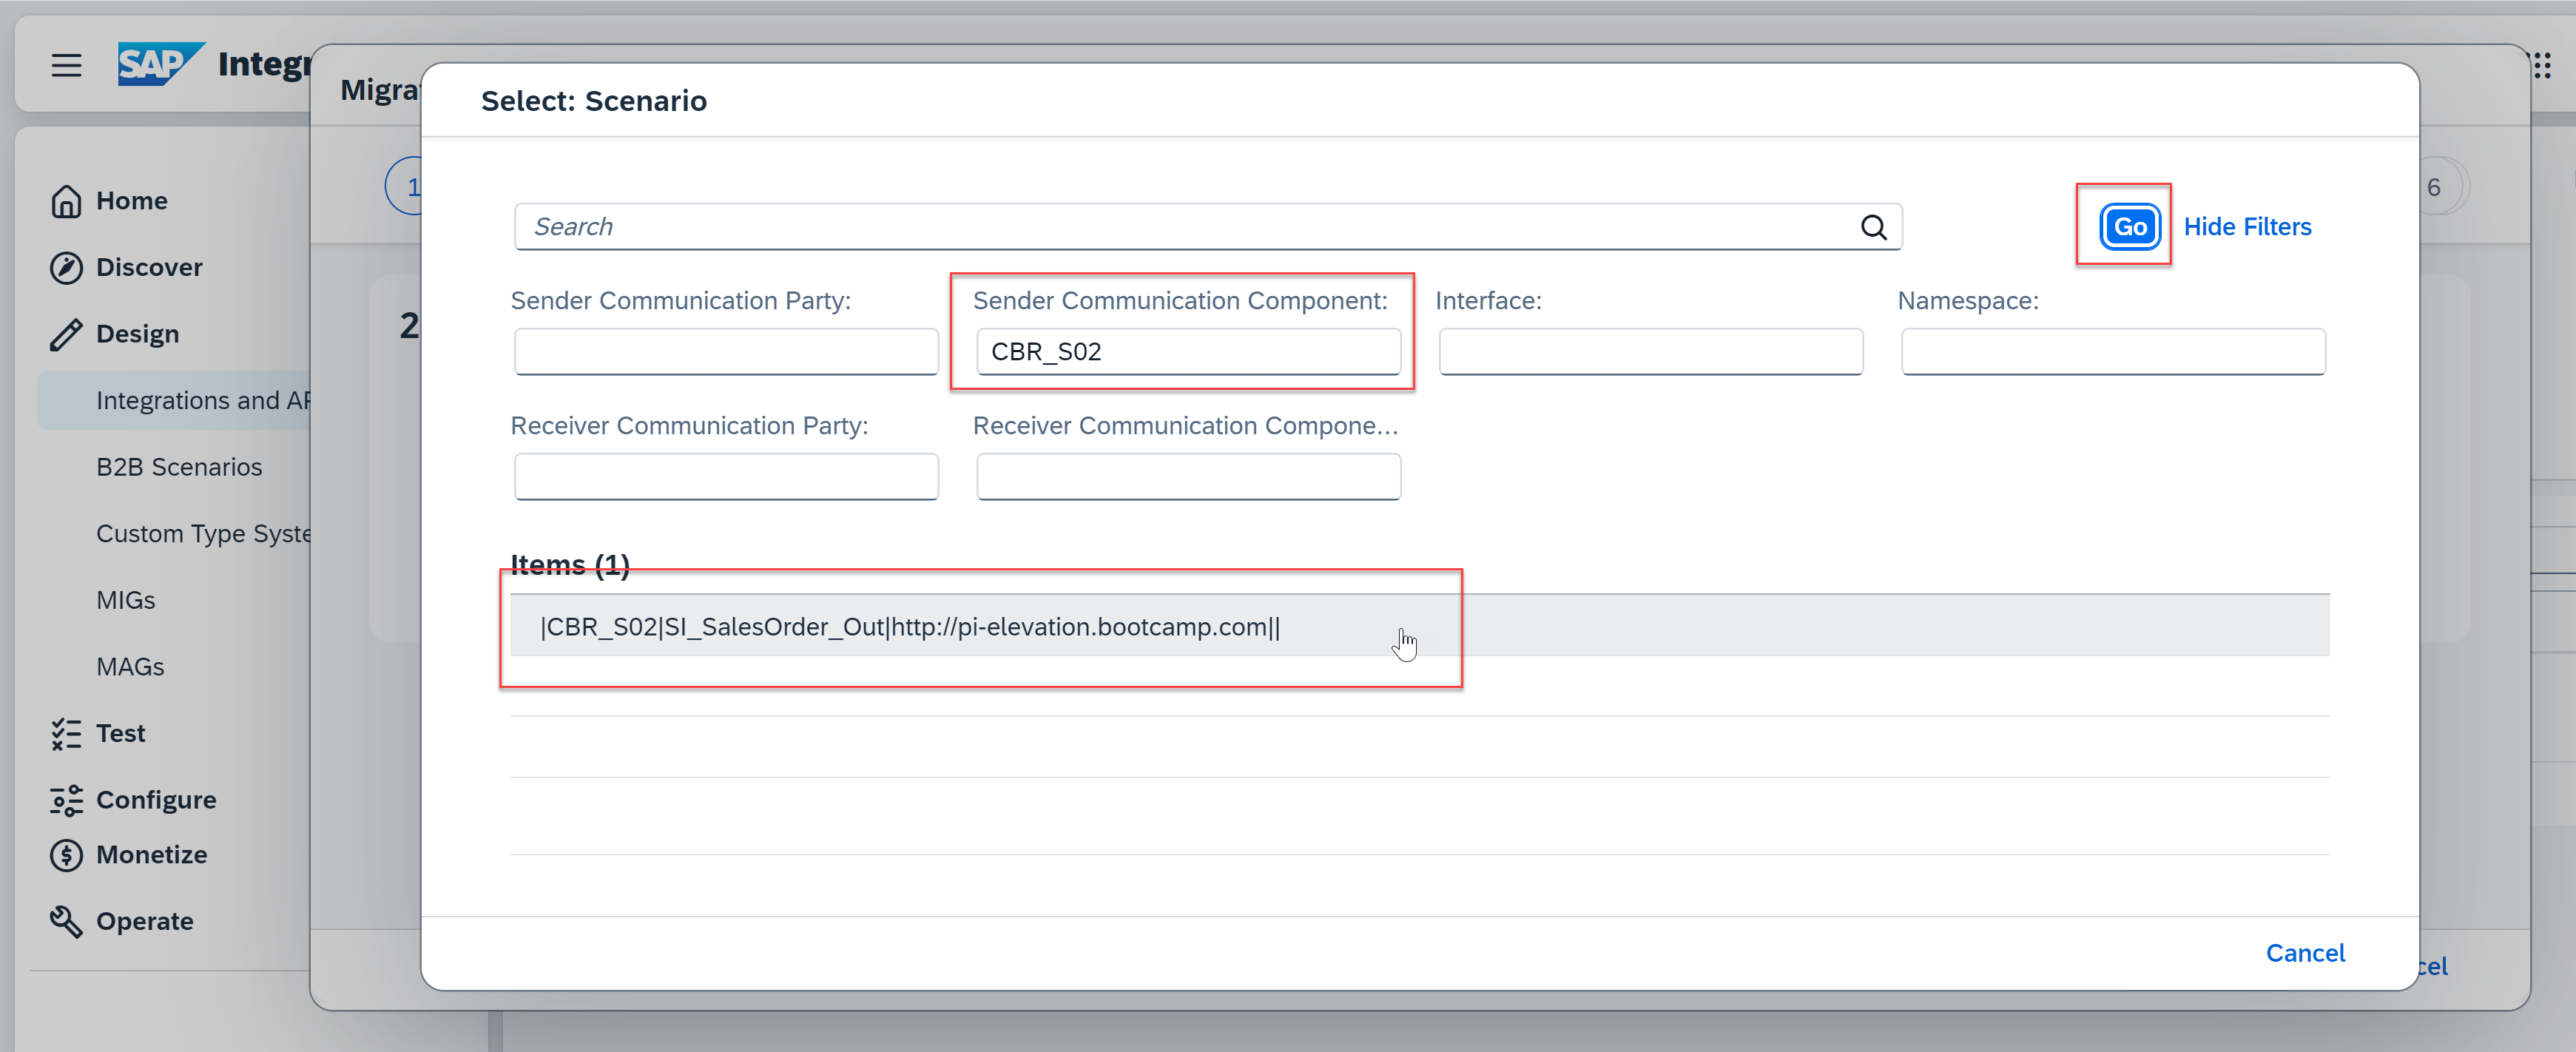 SAP Integr
Migra
Select: Scenario
1
6
Home
Discover
Design
Integrations and AP
B2B Scenarios
Custom Type Syste
MIGs
MAGs
Test
Configure
Monetize
Operate
2
Search
Go
Hide Filters
Sender Communication Party:
Sender Communication Component:
Interface:
Namespace:
CBR_S02
Receiver Communication Party:
Receiver Communication Compone...
Items (1)
|CBR_S02|SI_SalesOrder_Out|http://pi-elevation.bootcamp.com||
Cancel
cel